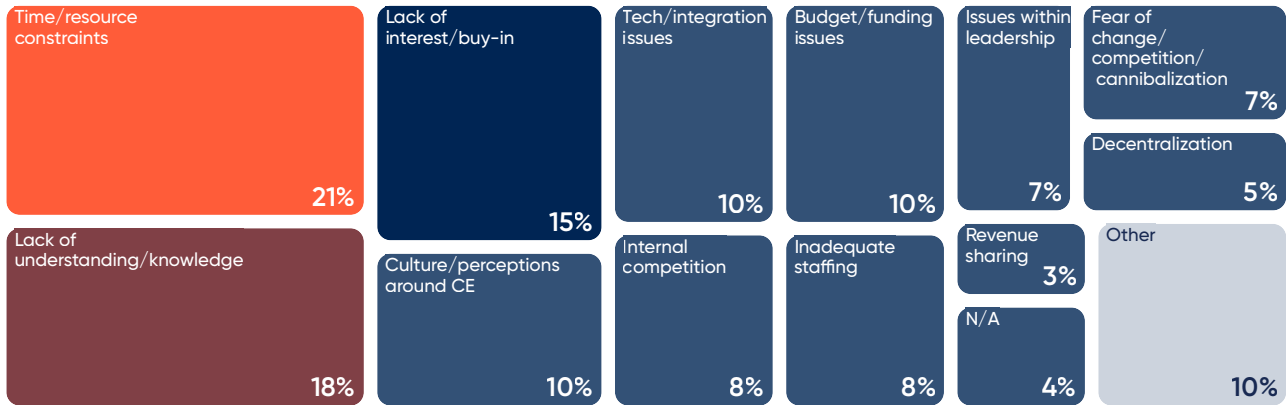 Time/resource
constraints
21%
Lack of
understanding/knowledge
18%
Lack of
interest/buy-in
15%
Culture/perceptions
around CE
10%
Tech/integration
issues
10%
Internal
competition
8%
Budget/funding
issues
10%
Inadequate
staffing
8%
Issues within
leadership
7%
Fear of
change/
competition/
cannibalization
7%
Decentralization
5%
Revenue
sharing
3%
N/A
4%
Other
10%